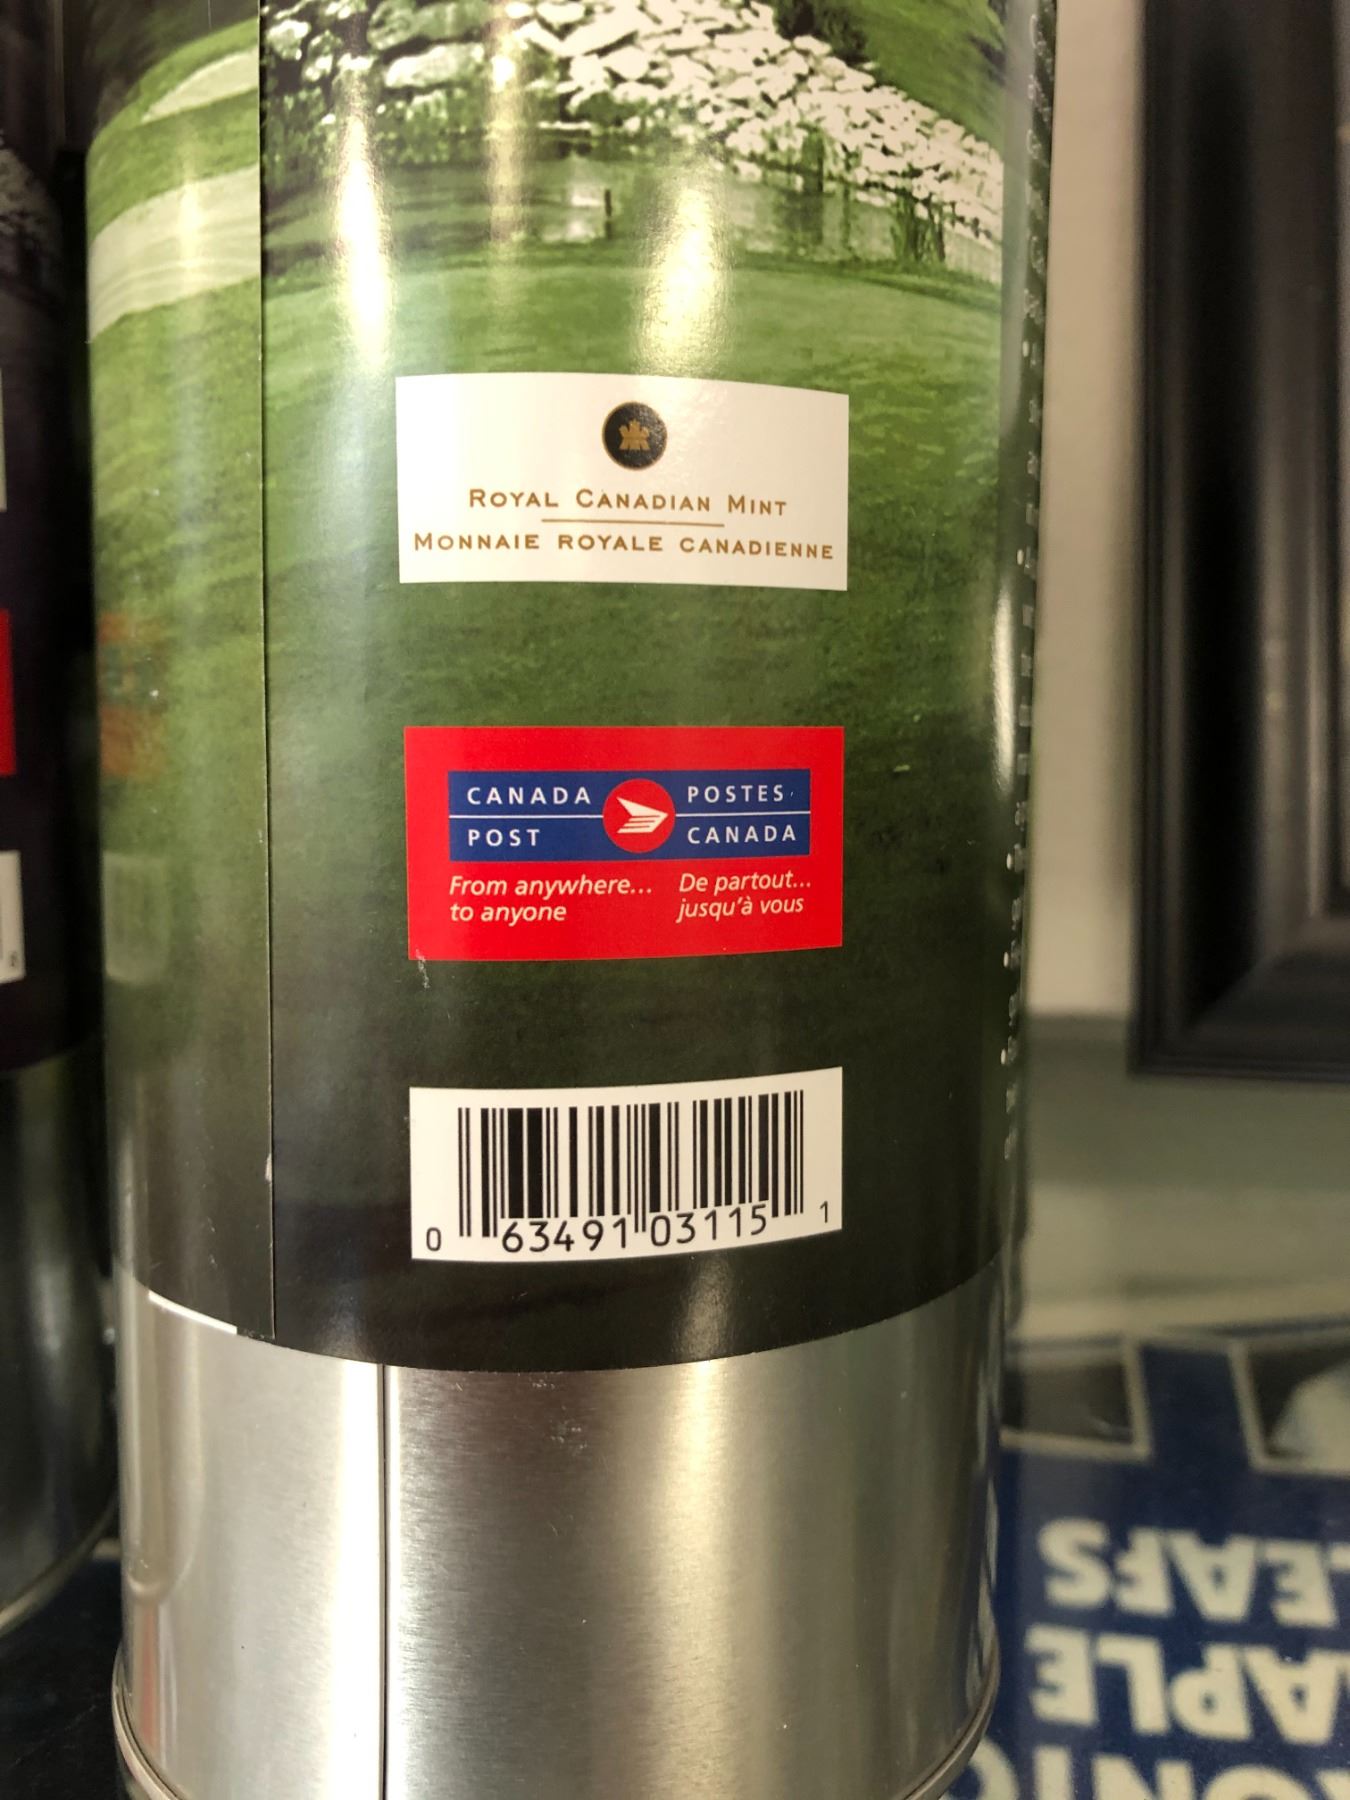 ROYAL CANADIAN MINT
MONNAIE ROYALE CANADIENNE
CANADA POST
POSTES CANADA
From anywhere...
to anyone
De partout...
jusqu'à vous
0 63491 03115 1
LEAFS